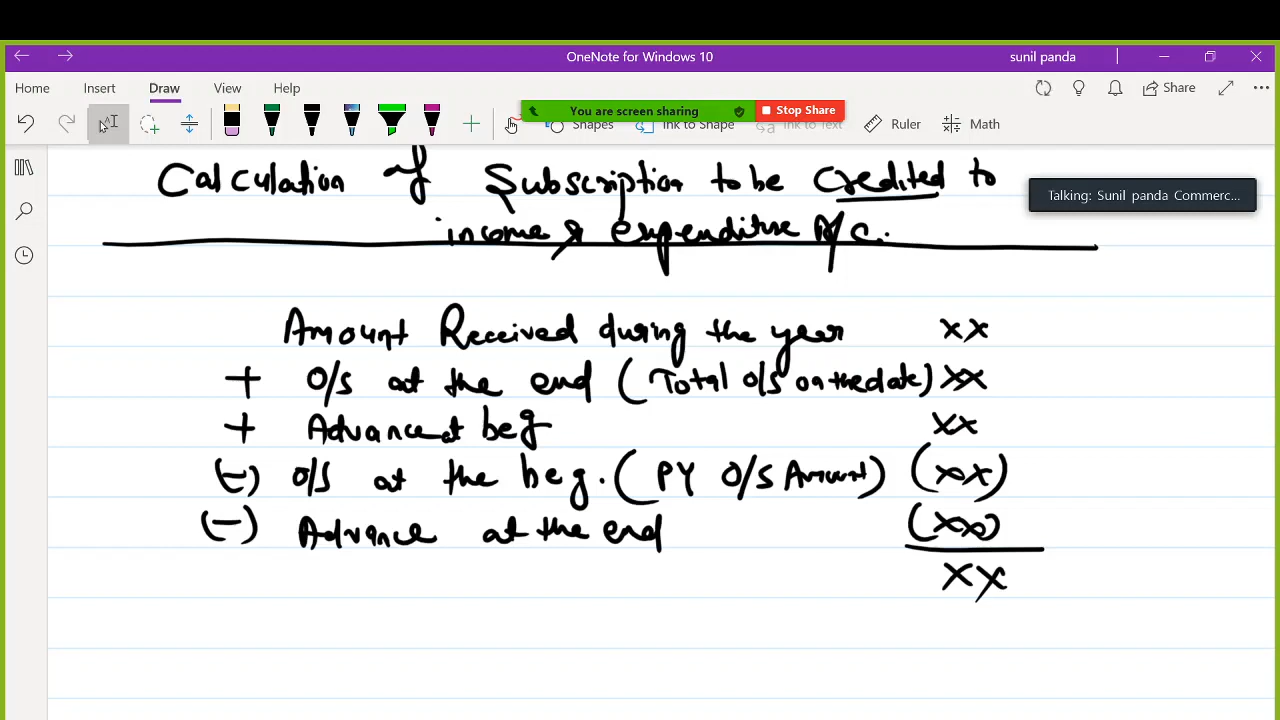 OneNote for Windows 10
sunil panda
Home Insert Draw View Help
You are screen sharing
Stop Share
Share
Shapes Ink to Shape Ink to Text Ruler Math
Talking: Sunil panda Commerc...
Calculation of Subscription to be Credited to
income & expenditure A/c.
Amount Received during the year xx
+ O/S at the end (Total O/S on the date) xx
+ Advance at beg xx
(-) O/S at the beg. (PY O/S Amount) (xx)
(-) Advance at the end (xx)
xx